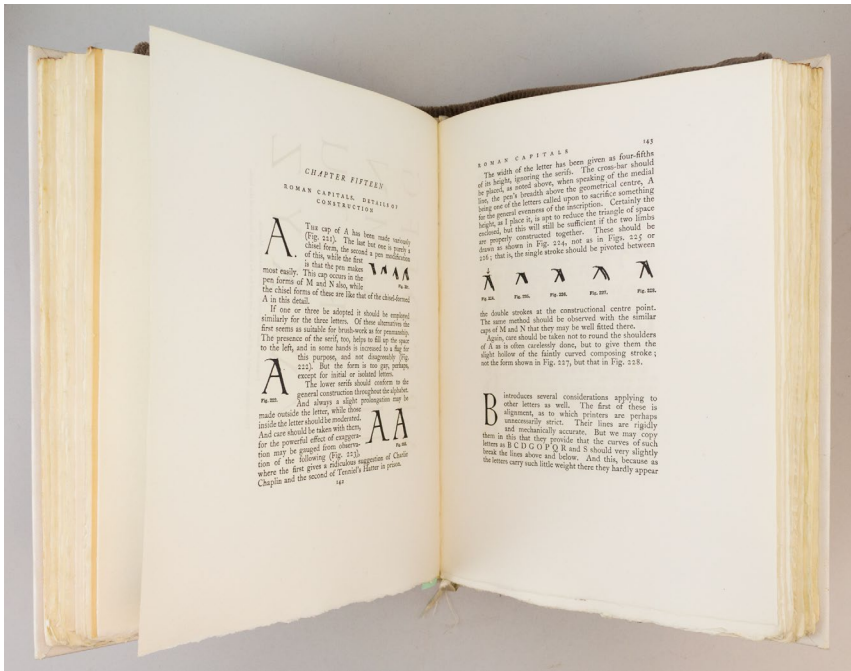 CHAPTER FIFTEEN
ROMAN CAPITALS. DETAILS OF
CONSTRUCTION
A.
THE cap of A has been made variously
(Fig. 221). The last but one is purely a
chisel form, the second a pen modification
of this, while the first
is that the pen makes
most easily. This cap occurs in the
pen forms of M and N also, while
the chisel forms of these are like that of the chisel-formed
A in this detail.
If one or three be adopted it should be employed
similarly for the three letters. Of these alternatives the
first seems as suitable for brush-work as for penmanship.
The presence of the serif, too, helps to fill up the space
to the left, and in some hands is increased to a flag for
this purpose, and not disagreeably (Fig.
222). But the form is too gay, perhaps,
except for initial or isolated letters.
The lower serifs should conform to the
general construction throughout the alphabet.
A
Fig. 222.
And always a slight prolongation may be
made outside the letter, while those
inside the letter should be moderated.
And care should be taken with them,
for the powerful effect of exaggera-
tion may be gauged from observa-
tion of the following (Fig. 223),
A A
where the first gives a ridiculous suggestion of Charlie
Chaplin and the second of Tenniel's Hatter in prison.
142
ROMAN CAPITALS
143
The width of the letter has been given as four-fifths
of its height, ignoring the serifs. The cross-bar should
be placed, as noted above, when speaking of the medial
line, the pen's breadth above the geometrical centre, A
being one of the letters called upon to sacrifice something
for the general evenness of the inscription. Certainly the
height, as I place it, is apt to reduce the triangle of space
enclosed, but this will still be sufficient if the two limbs
are properly constructed together. These should be
drawn as shown in Fig. 224, not as in Figs. 225 or
226; that is, the single stroke should be pivoted between
Fig. 224. Fig. 225. Fig. 226. Fig. 227. Fig. 228.
the double strokes at the constructional centre point.
The same method should be observed with the similar
caps of M and N that they may be well fitted there.
Again, care should be taken not to round the shoulders
of A as is often carelessly done, but to give them the
slight hollow of the faintly curved composing stroke;
not the form shown in Fig. 227, but that in Fig. 228.
B
introduces several considerations applying to
other letters as well. The first of these is
alignment, as to which printers are perhaps
unnecessarily strict. Their lines are rigidly
and mechanically accurate. But we may copy
them in this that they provide that the curves of such
letters as B C D G O P Q R and S should very slightly
break the lines above and below. And this, because as
the letters carry such little weight there they hardly appear